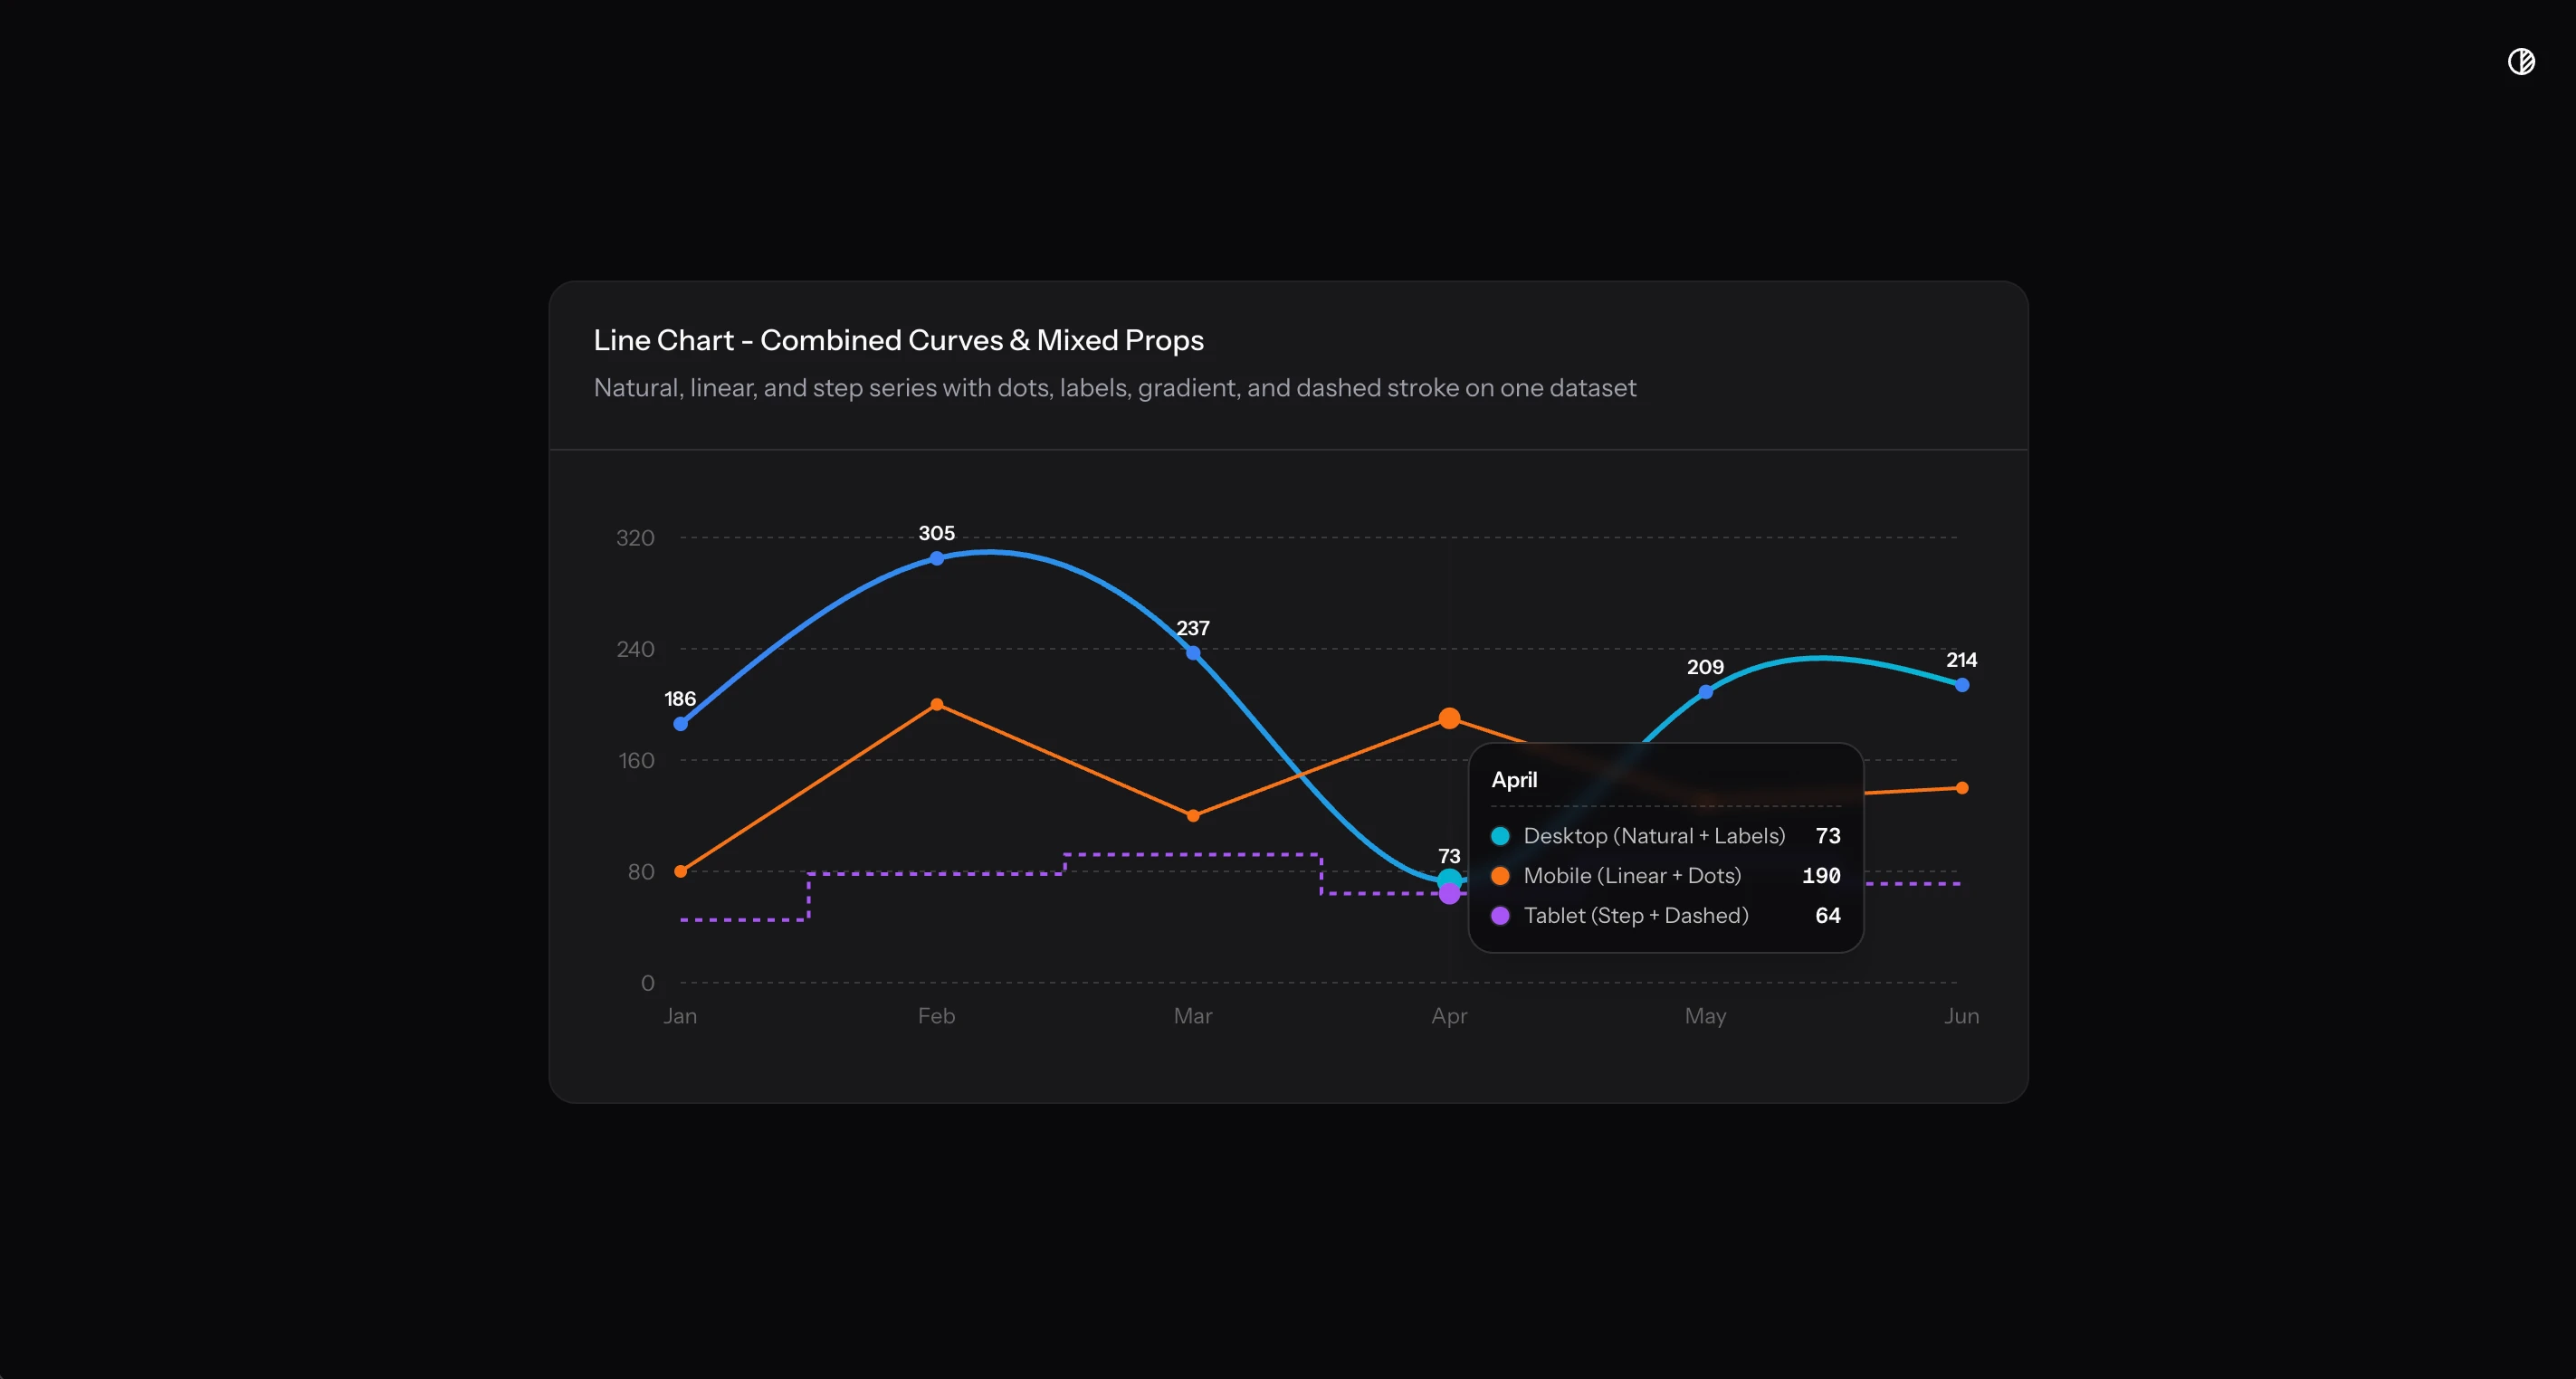 Line Chart - Combined Curves & Mixed Props
Natural, linear, and step series with dots, labels, gradient, and dashed stroke on one dataset
320
305
240
237
209
214
186
160
April
Desktop (Natural + Labels) 73
80
73
Mobile (Linear + Dots) 190
Tablet (Step + Dashed) 64
0
Jan Feb Mar Apr May Jun